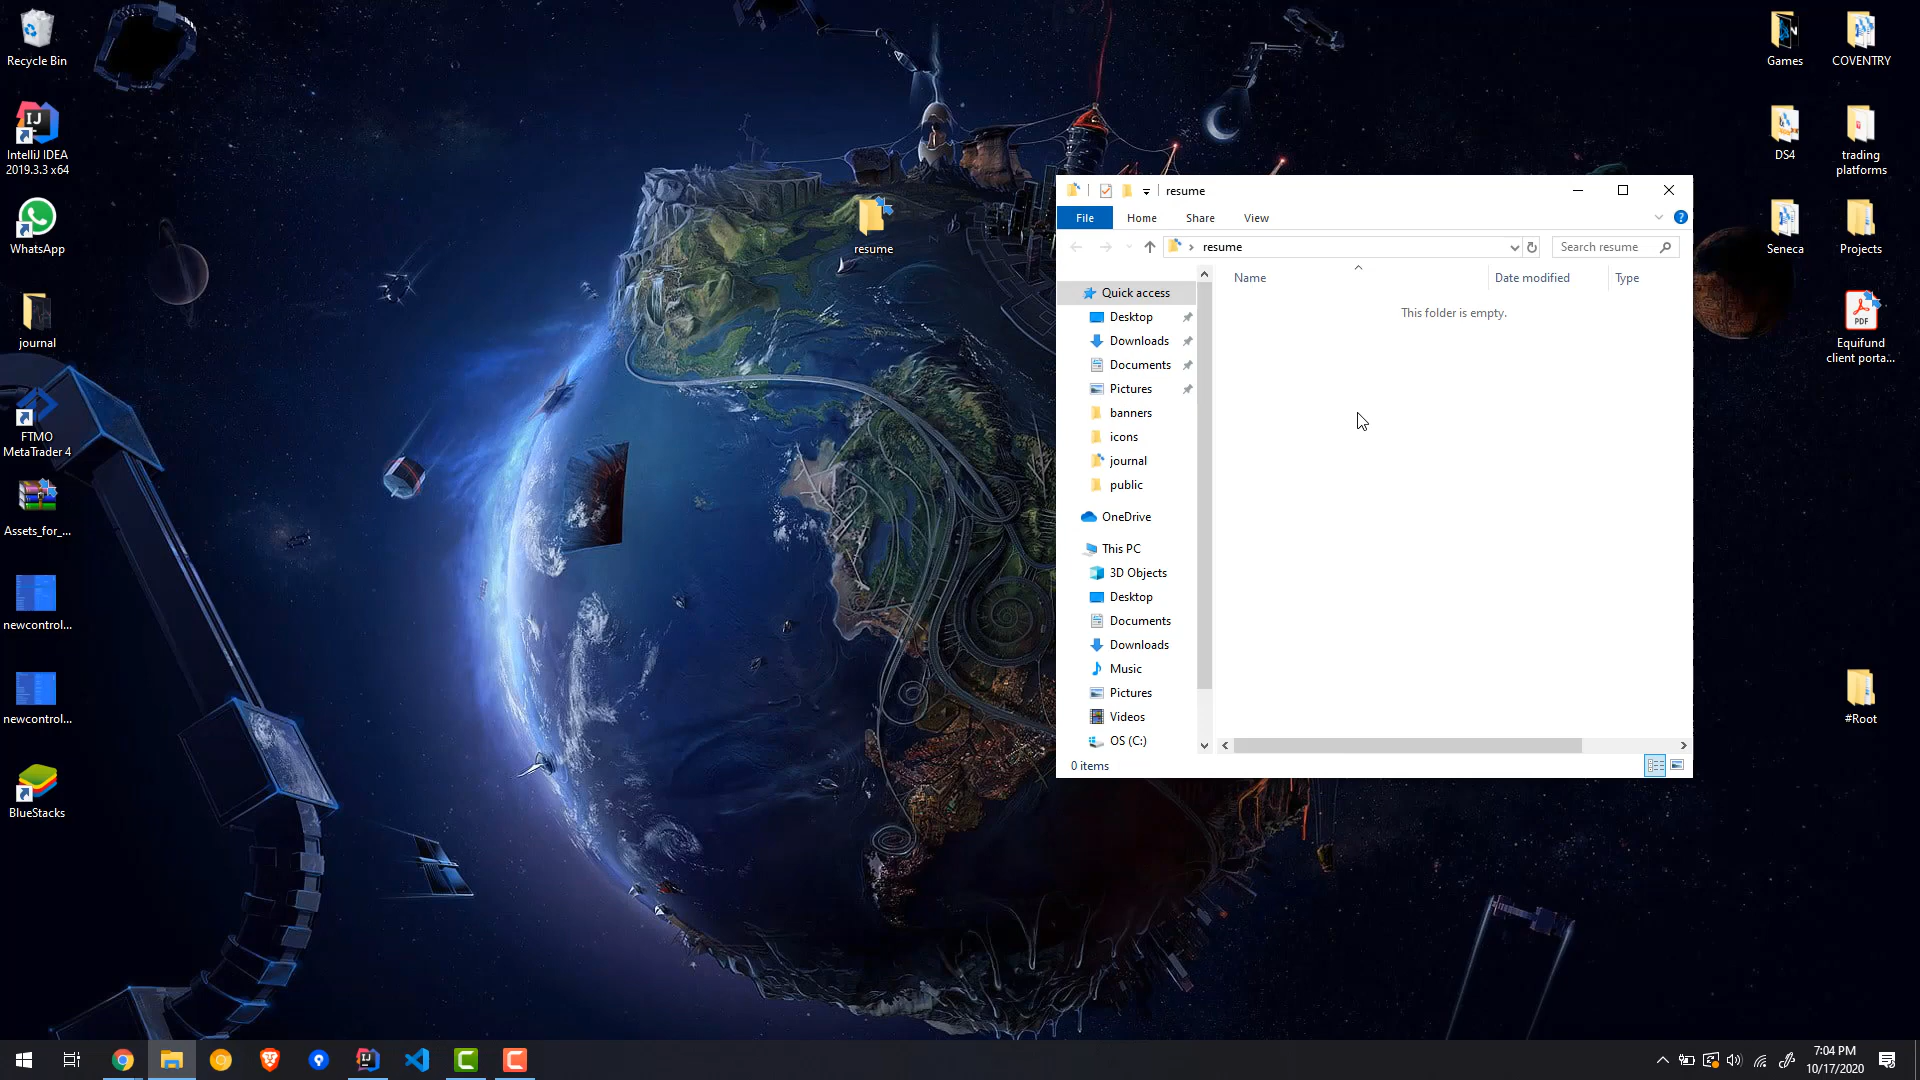 Recycle Bin
IntelliJ IDEA
2019.3.3 x64
WhatsApp
journal
FTMO
MetaTrader 4
Assets_for_...
newcontrol...
newcontrol...
BlueStacks
resume
resume
File
Home
Share
View
resume
Search resume
Name
Date modified
Type
This folder is empty.
Quick access
Desktop
Downloads
Documents
Pictures
banners
icons
journal
public
OneDrive
This PC
3D Objects
Desktop
Documents
Downloads
Music
Pictures
Videos
OS (C:)
0 items
Games
COVENTRY
DS4
trading
platforms
Seneca
Projects
PDF
Equifund
client porta...
#Root
7:04 PM
10/17/2020